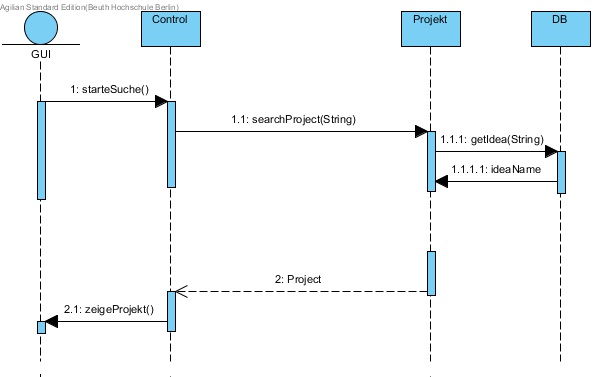 Agilian Standard Edition(Beuth Hochschule Berlin)
GUI
Control
Projekt
DB
1: starteSuche()
1.1: searchProject(String)
1.1.1: getIdea(String)
1.1.1.1: ideaName
2: Project
2.1: zeigeProjekt()